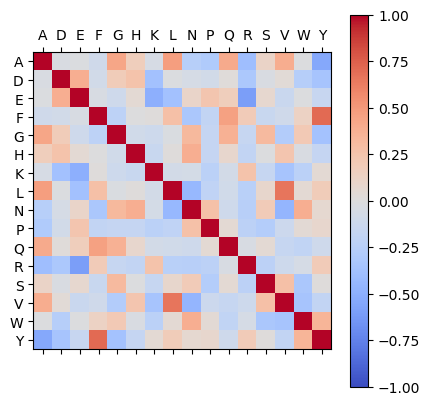 A D E F G H K L N P Q R S V W Y
A
D
E
F
G
H
K
L
N
P
Q
R
S
V
W
Y
1.00
0.75
0.50
0.25
0.00
−0.25
−0.50
−0.75
−1.00